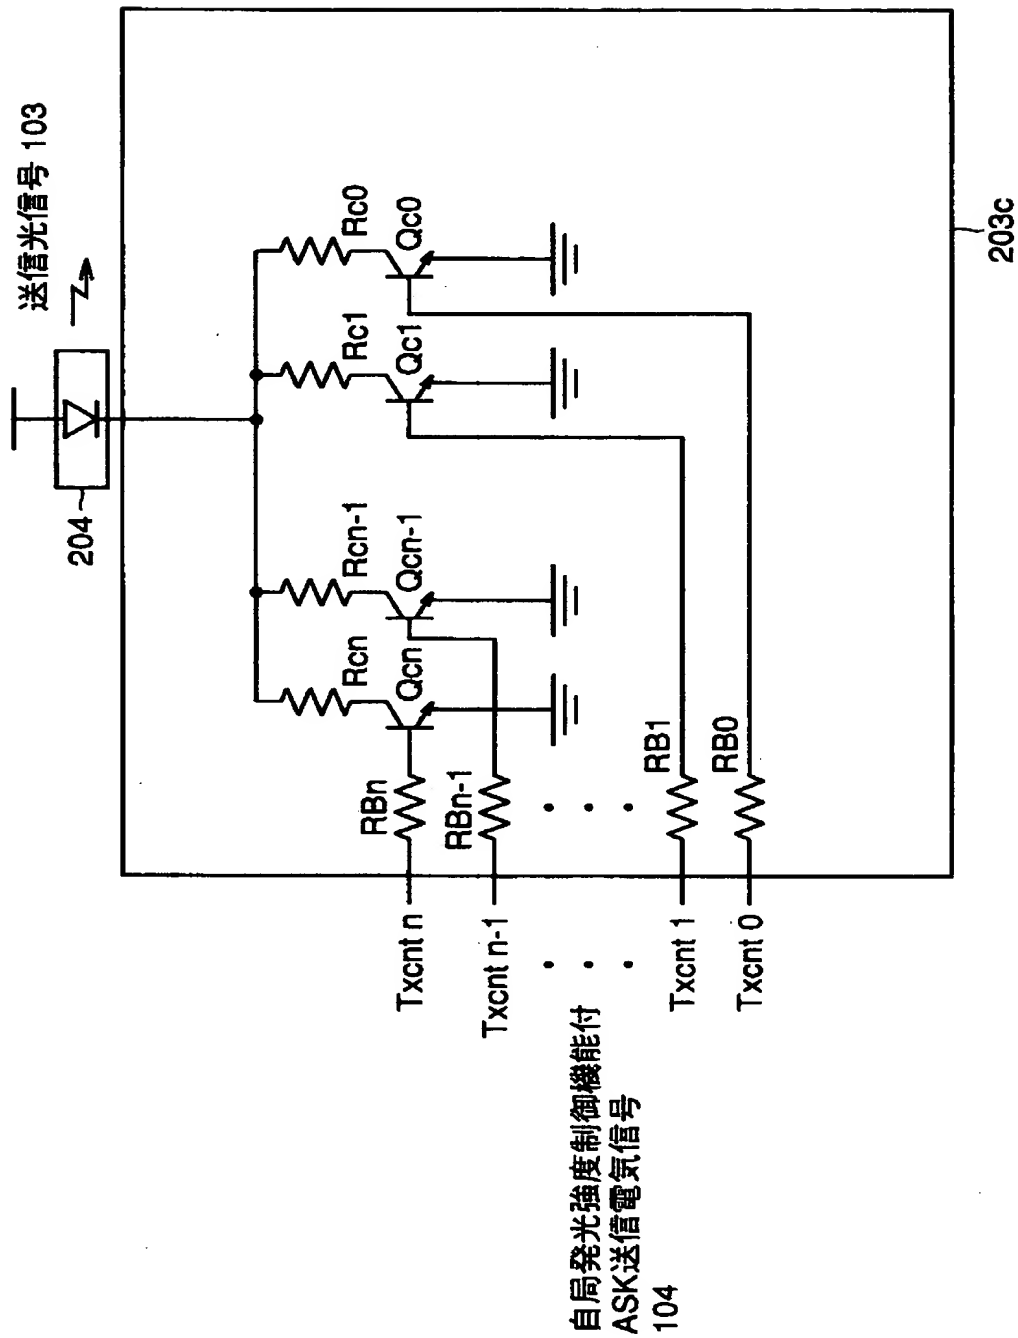 送信光信号 103
204
Rcn
Rcn-1
Rc1
Rc0
Qcn
Qcn-1
Qc1
Qc0
RBn
RBn-1
RB1
RB0
Txcnt n
Txcnt n-1
Txcnt 1
Txcnt 0
自局発光強度制御機能付
ASK送信電気信号
104
203c